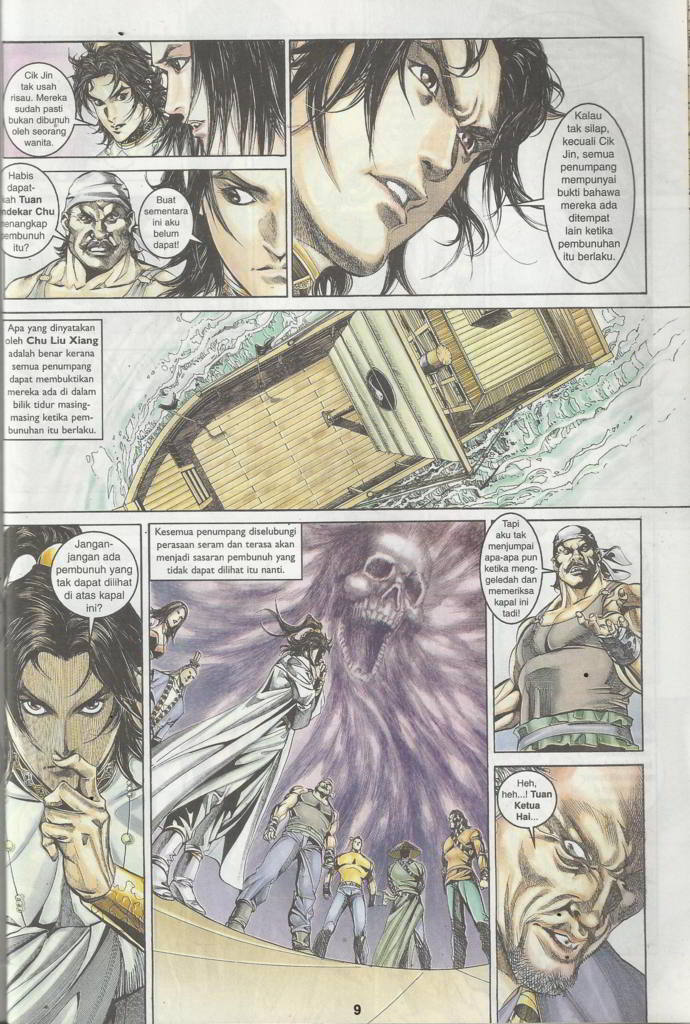 Cik Jin
tak usah
risau. Mereka
sudah pasti
bukan dibunuh
oleh seorang
wanita.
Kalau
tak silap,
kecuali Cik
Jin, semua
penumpang
mempunyai
bukti bahawa
mereka ada
ditempat
lain ketika
pembunuhan
itu berlaku.
Habis
dapat-
Tuan
Chu
itu?
Buat
sementara
ini aku
belum
dapat!
Apa yang dinyatakan
oleh Chu Liu Xiang
adalah benar kerana
semua penumpang
dapat membuktikan
mereka ada di dalam
bilik tidur masing-
masing ketika pem-
bunuhan itu berlaku.
Jangan-
jangan ada
pembunuh yang
tak dapat dilihat
di atas kapal
ini?
Kesemua penumpang diselubungi
perasaan seram dan terasa akan
menjadi sasaran pembunuh yang
tidak dapat dilihat itu nanti.
Tapi
aku tak
menjumpai
apa-apa pun
ketika meng-
geledah dan
memeriksa
kapal ini
tadi!
Heh,
heh...! Tuan
Ketua
Hai...
9